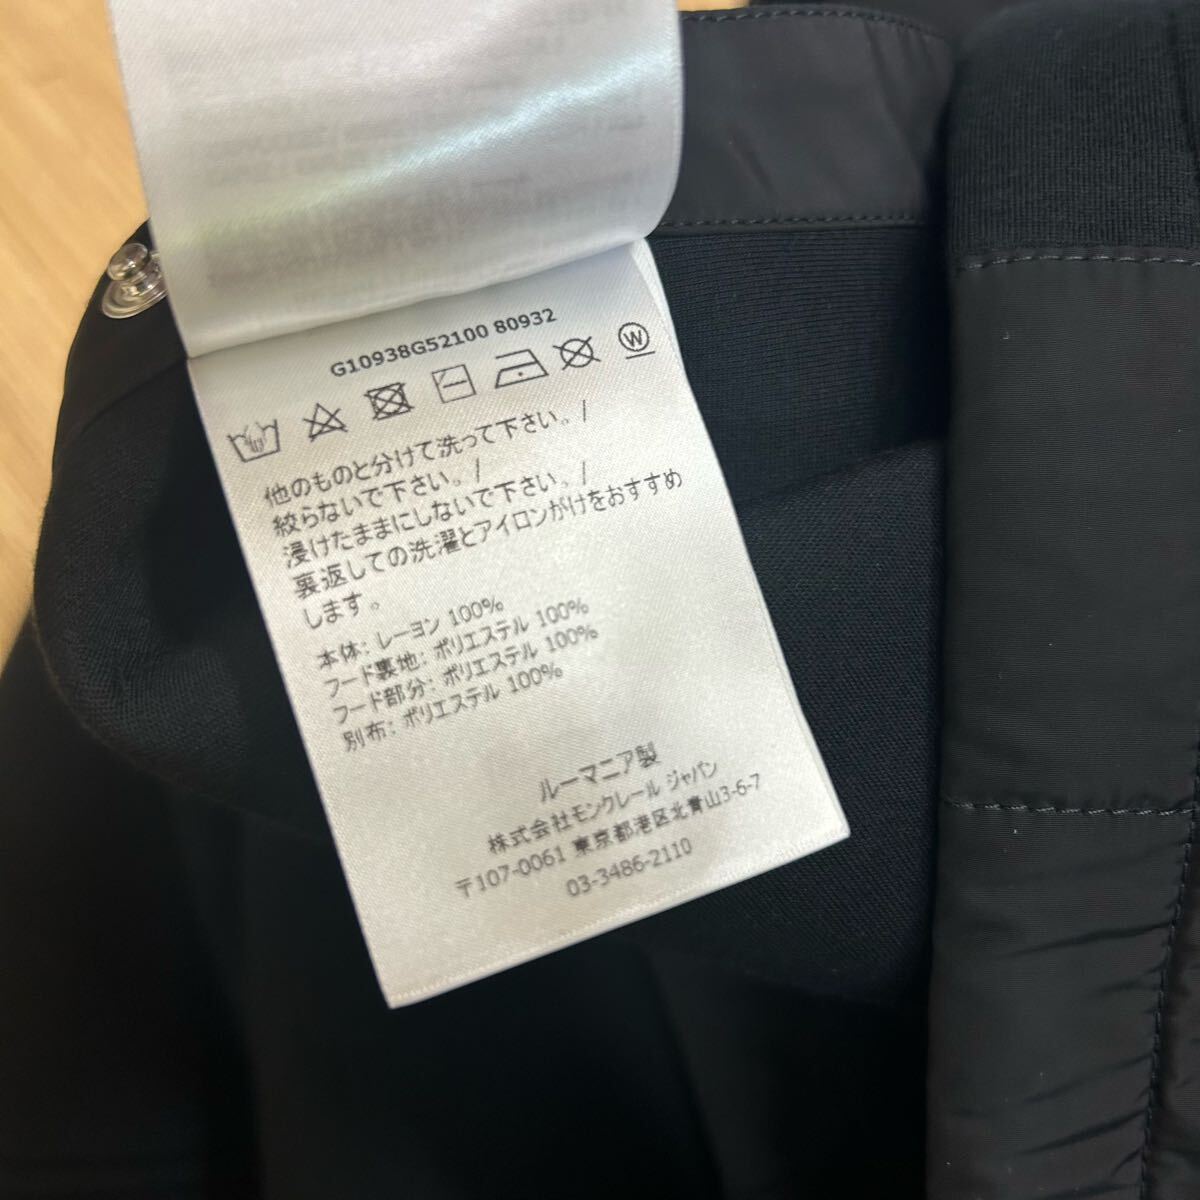 G10938G52100 80932
W
他のものと分けて洗って下さい。/
絞らないで下さい。/
浸けたままにしないで下さい。/
裏返しての洗濯とアイロンがけをおすすめ
します。
本体: レーヨン 100%
フード裏地: ポリエステル 100%
フード部分: ポリエステル 100%
別布: ポリエステル 100%
ルーマニア製
株式会社モンクレール ジャパン
〒107-0061 東京都港区北青山3-6-7
03-3486-2110